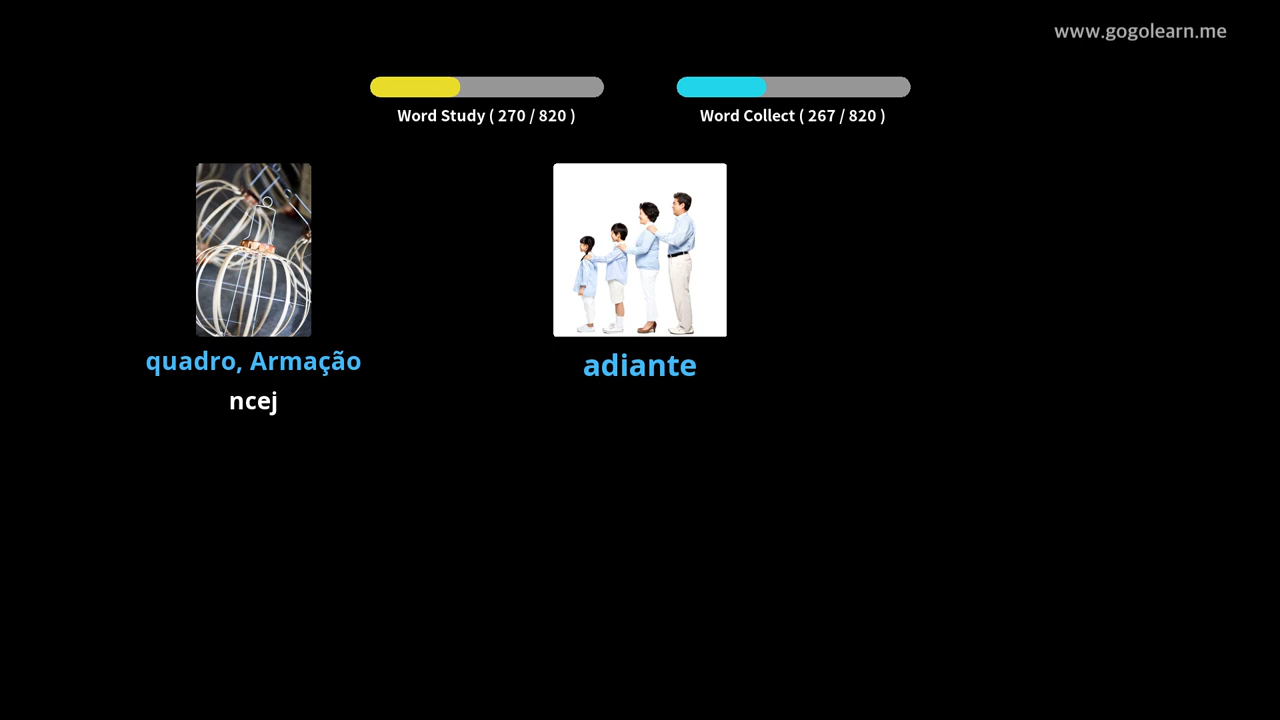 www.gogolearn.me
Word Study ( 270 / 820 )
Word Collect ( 267 / 820 )
quadro, Armação
ncej
adiante